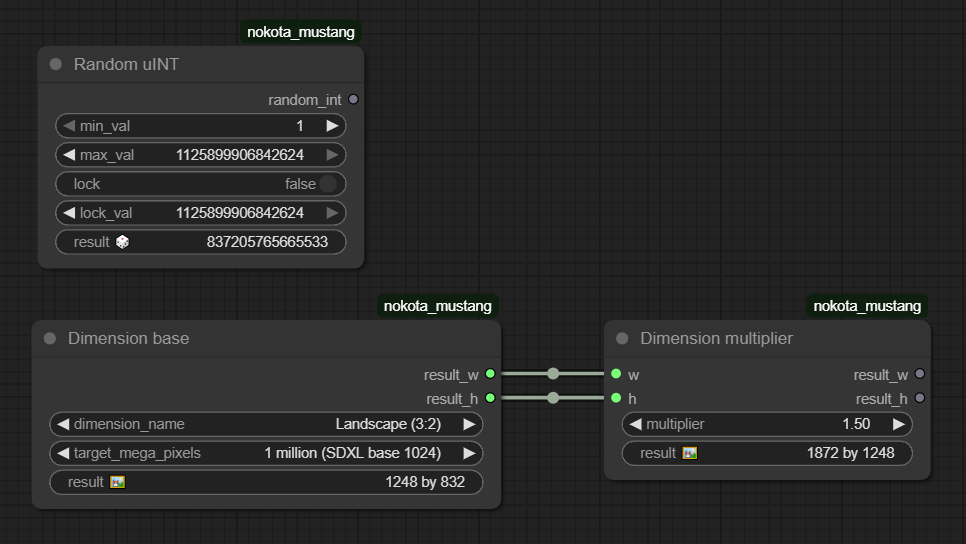 nokota_mustang
Random uINT
random_int
min_val 1
max_val 1125899906842624
lock false
lock_val 1125899906842624
result 🎲 837205765665533
nokota_mustang
Dimension base
result_w
result_h
dimension_name Landscape (3:2)
target_mega_pixels 1 million (SDXL base 1024)
result 🖼️ 1248 by 832
nokota_mustang
Dimension multiplier
w result_w
h result_h
multiplier 1.50
result 🖼️ 1872 by 1248